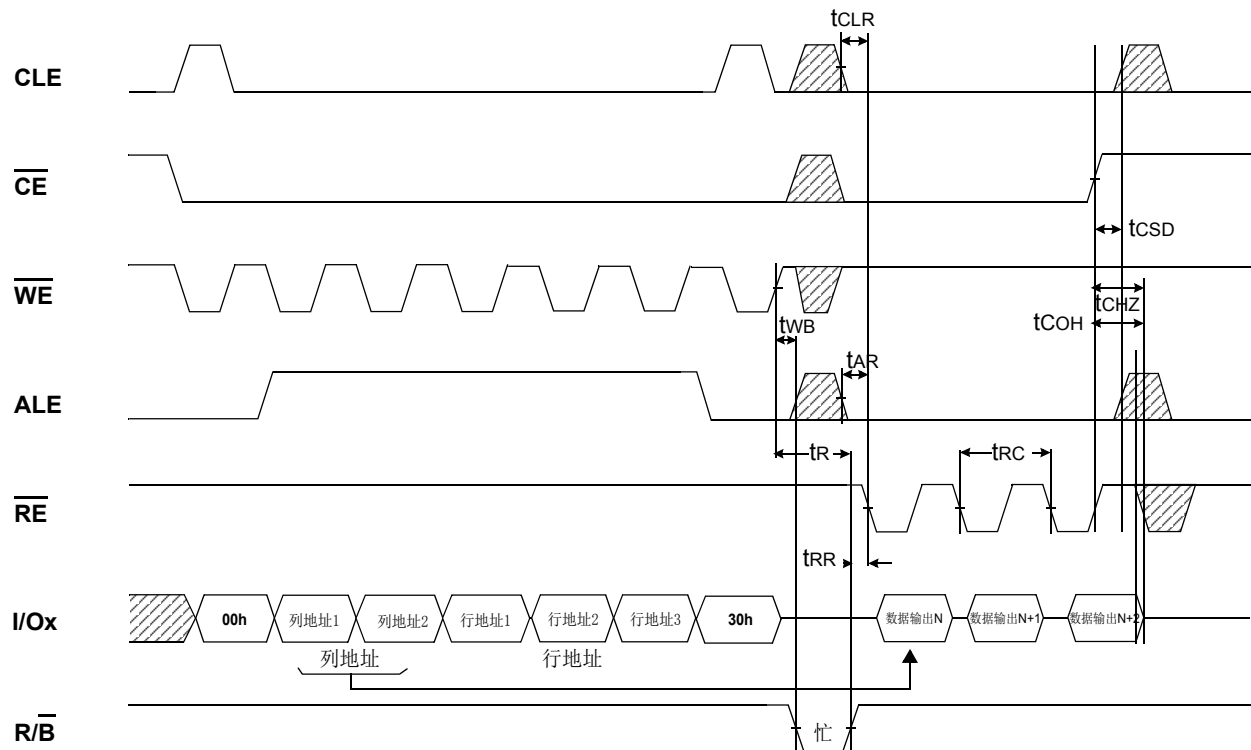 tCLR
CLE
CE
tCSD
WE
tCHZ
tCOH
tWB
tAR
ALE
tR
tRC
RE
tRR
I/Ox
00h 列地址1 列地址2 行地址1 行地址2 行地址3 30h 数据输出N 数据输出N+1 数据输出N+2
列地址 行地址
R/B 忙